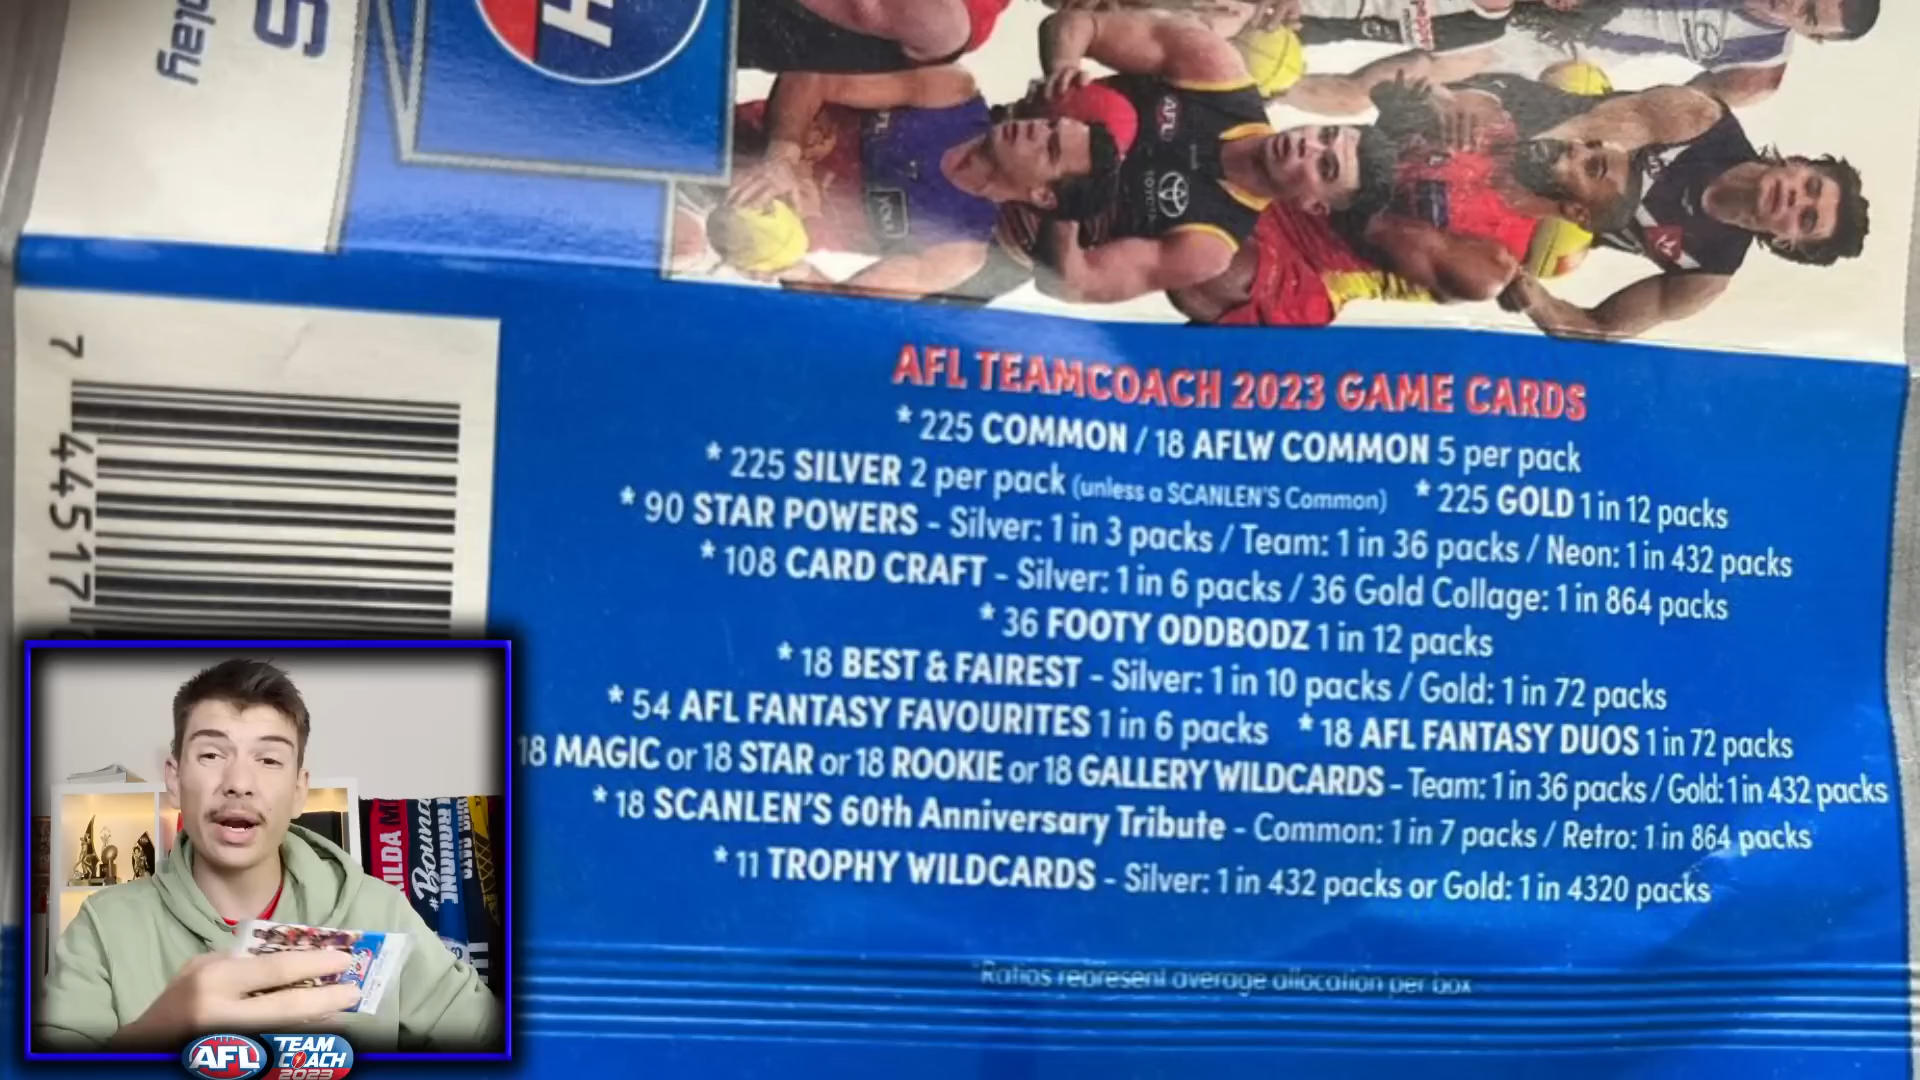 play
S
H
AFL
TOYOTA
7 44517
AFL TEAMCOACH 2023 GAME CARDS
* 225 COMMON / 18 AFLW COMMON 5 per pack
* 225 SILVER 2 per pack (unless a SCANLEN'S Common) * 225 GOLD 1 in 12 packs
* 90 STAR POWERS - Silver: 1 in 3 packs / Team: 1 in 36 packs / Neon: 1 in 432 packs
* 108 CARD CRAFT - Silver: 1 in 6 packs / 36 Gold Collage: 1 in 864 packs
* 36 FOOTY ODDBODZ 1 in 12 packs
* 18 BEST & FAIREST - Silver: 1 in 10 packs / Gold: 1 in 72 packs
* 54 AFL FANTASY FAVOURITES 1 in 6 packs * 18 AFL FANTASY DUOS 1 in 72 packs
18 MAGIC or 18 STAR or 18 ROOKIE or 18 GALLERY WILDCARDS - Team: 1 in 36 packs / Gold: 1 in 432 packs
* 18 SCANLEN'S 60th Anniversary Tribute - Common: 1 in 7 packs / Retro: 1 in 864 packs
* 11 TROPHY WILDCARDS - Silver: 1 in 432 packs or Gold: 1 in 4320 packs
*Ratios represent average allocation per box
KILDA
AFL TEAM COACH 2023